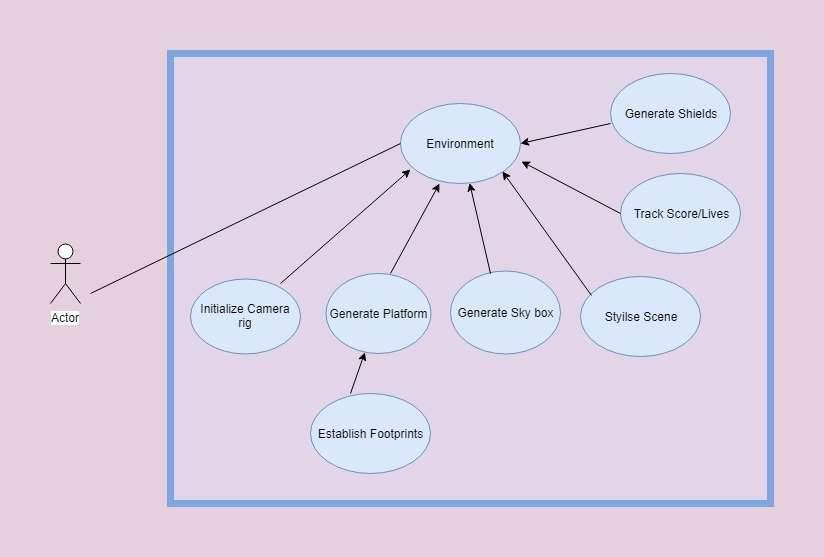 Generate Shields
Environment
Track Score/Lives
Actor
Initialize Camera
rig
Generate Platform
Generate Sky box
Styilse Scene
Establish Footprints